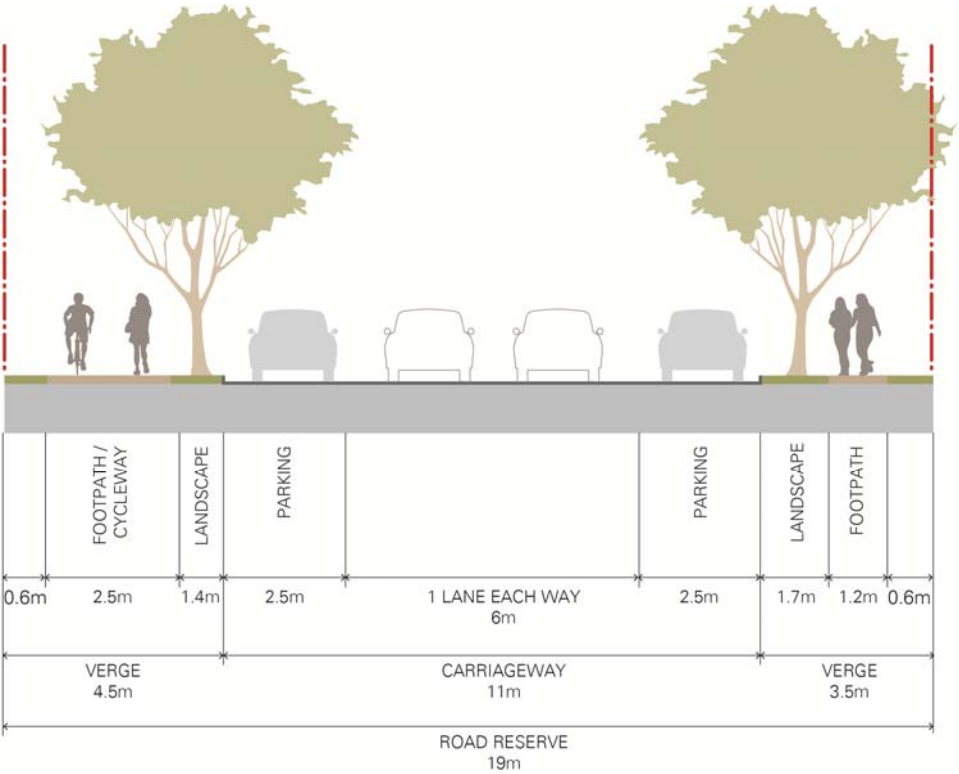 FOOTPATH /
CYCLEWAY
LANDSCAPE
PARKING
PARKING
LANDSCAPE
FOOTPATH
0.6m
2.5m
1.4m
2.5m
1 LANE EACH WAY
6m
2.5m
1.7m
1.2m
0.6m
VERGE
4.5m
CARRIAGEWAY
11m
VERGE
3.5m
ROAD RESERVE
19m